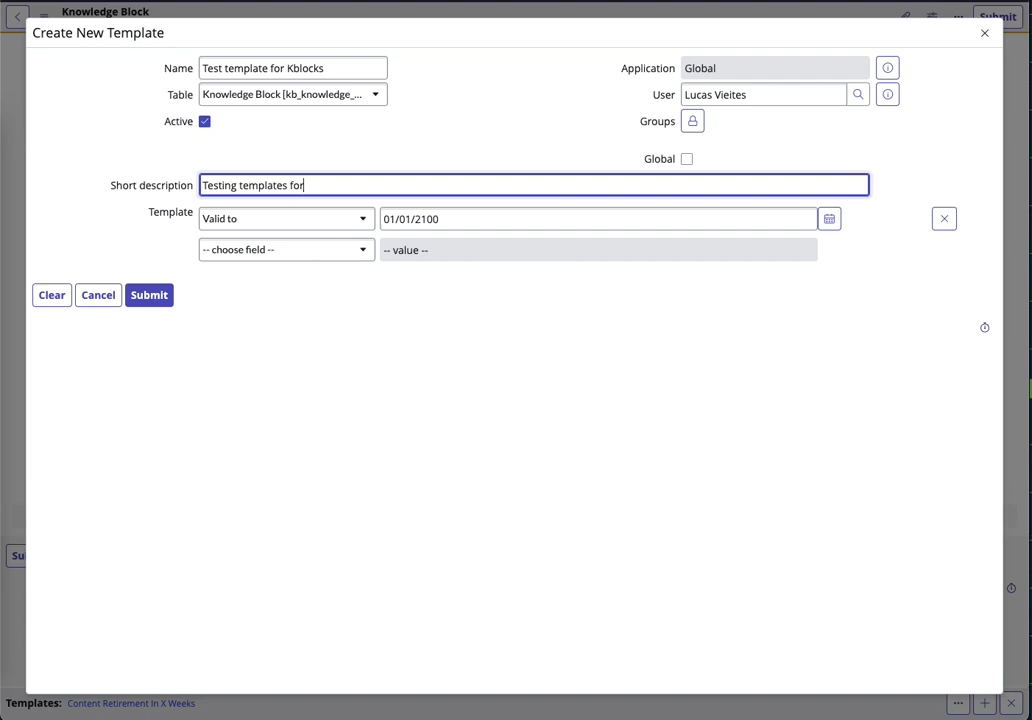 Knowledge Block
Submit
Create New Template
Name
Test template for Kblocks
Application
Global
Table
Knowledge Block [kb_knowledge_...
User
Lucas Vieites
Active
Groups
Global
Short description
Testing templates for
Template
Valid to
01/01/2100
-- choose field --
-- value --
Clear
Cancel
Submit
Su
Templates:
Content Retirement In X Weeks